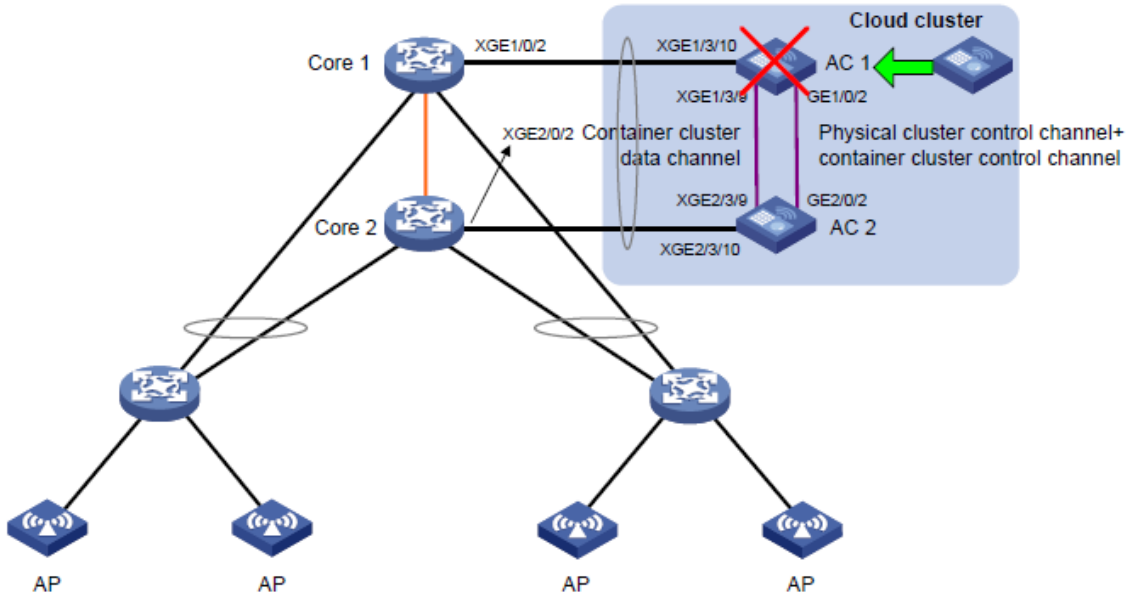 Cloud cluster
XGE1/0/2
XGE1/3/10
Core 1
AC 1
XGE1/3/9
GE1/0/2
XGE2/0/2
Container cluster
data channel
Physical cluster control channel+
container cluster control channel
XGE2/3/9
GE2/0/2
Core 2
AC 2
XGE2/3/10
AP
AP
AP
AP